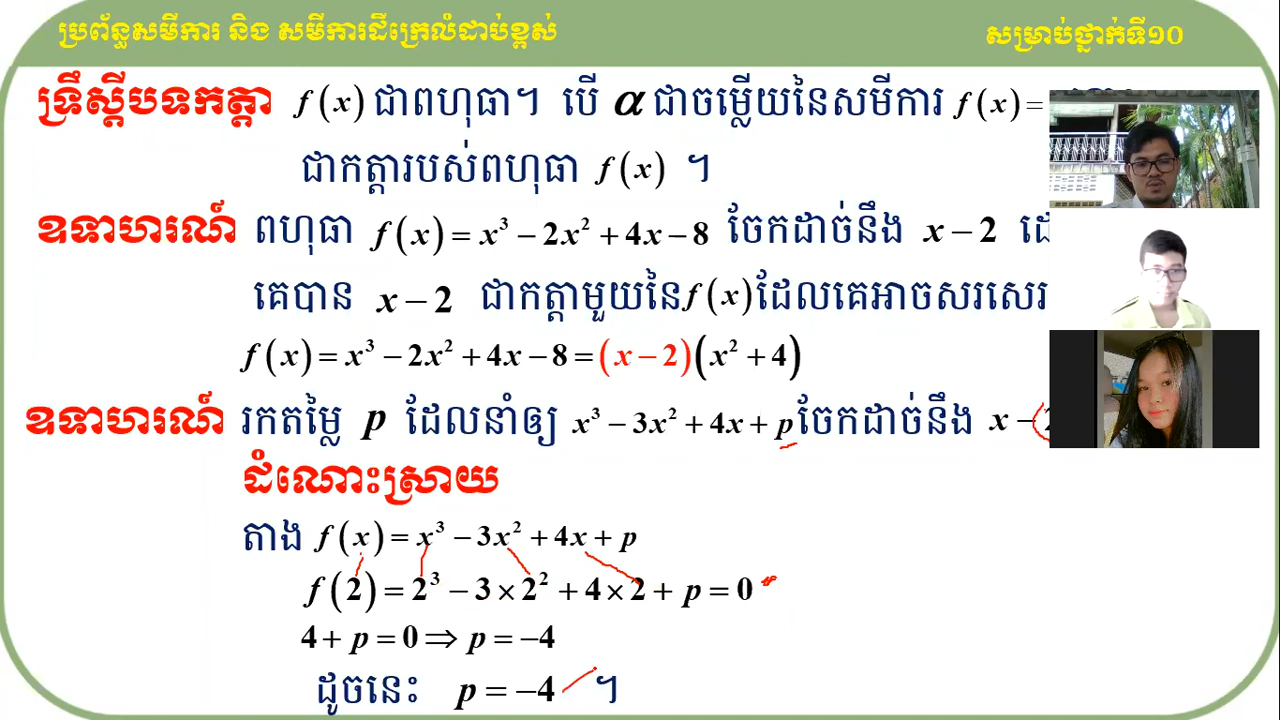 ប្រព័ន្ធសមីការ និង សមីការដឺក្រេលំដាប់ខ្ពស់
សម្រាប់ថ្នាក់ទី១០
ទ្រឹស្តីបទកត្តា f(x) ជាពហុធា។ បើ α ជាចម្លើយនៃសមីការ f(x)=
ជាកត្តារបស់ពហុធា f(x) ។
ឧទាហរណ៍ ពហុធា f(x) = x³ − 2x² + 4x − 8 ចែកដាច់នឹង x − 2
គេបាន x − 2 ជាកត្តាមួយនៃ f(x) ដែលគេអាចសរសេរ
f(x) = x³ − 2x² + 4x − 8 = (x − 2)(x² + 4)
ឧទាហរណ៍ រកតម្លៃ p ដែលនាំឲ្យ x³ − 3x² + 4x + p ចែកដាច់នឹង x − 2
ដំណោះស្រាយ
តាង f(x) = x³ − 3x² + 4x + p
f(2) = 2³ − 3 × 2² + 4 × 2 + p = 0
4 + p = 0 ⇒ p = −4
ដូចនេះ p = −4 ។